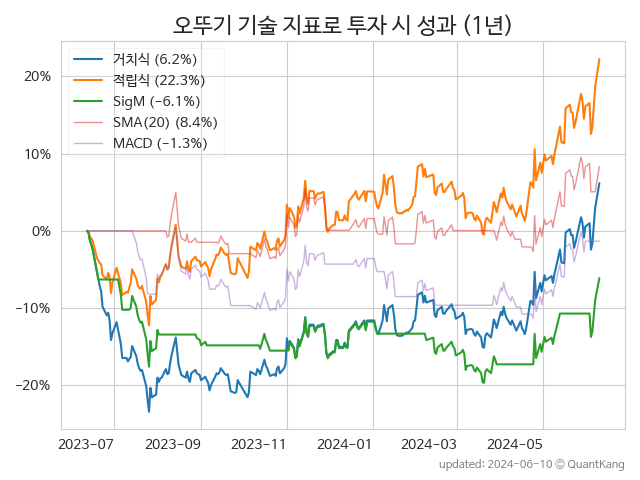 오뚜기 기술 지표로 투자 시 성과 (1년)
거치식 (6.2%)
적립식 (22.3%)
SigM (−6.1%)
SMA(20) (8.4%)
MACD (−1.3%)
20%
10%
0%
−10%
−20%
2023-07
2023-09
2023-11
2024-01
2024-03
2024-05
updated: 2024-06-10 © QuantKang